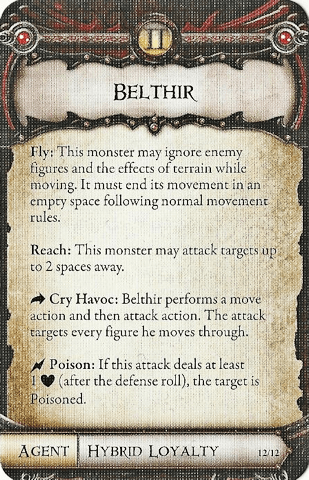 II
BELTHIR
Fly: This monster may ignore enemy
figures and the effects of terrain while
moving. It must end its movement in an
empty space following normal movement
rules.
Reach: This monster may attack targets up
to 2 spaces away.
Cry Havoc: Belthir performs a move
action and then attack action. The attack
targets every figure he moves through.
Poison: If this attack deals at least
1 ♥ (after the defense roll), the target is
Poisoned.
AGENT HYBRID LOYALTY 12/12